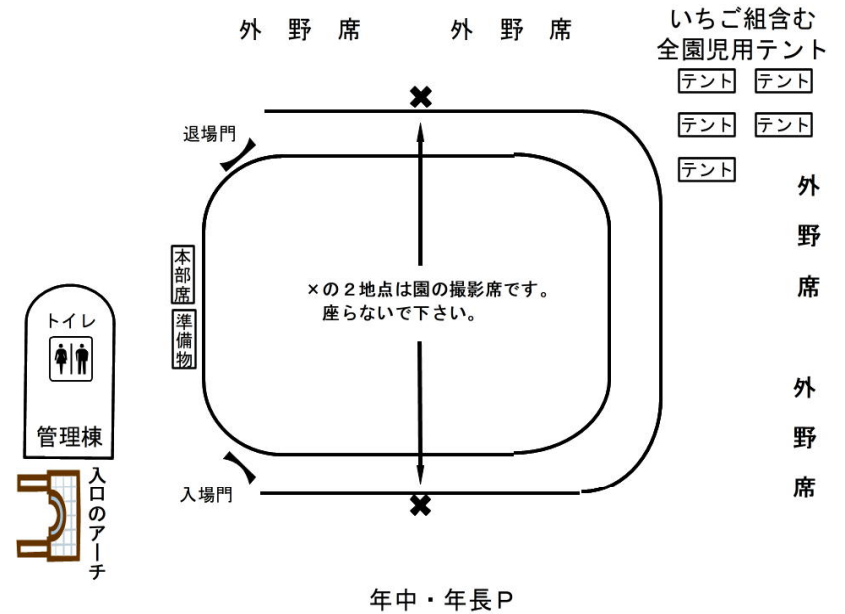 外野席　外野席
いちご組含む
全園児用テント
テント　テント
テント　テント
テント
退場門
外野席
本部席
×の２地点は園の撮影席です。
座らないで下さい。
準備物
トイレ
外野席
管理棟
入口のアーチ
入場門
年中・年長Ｐ